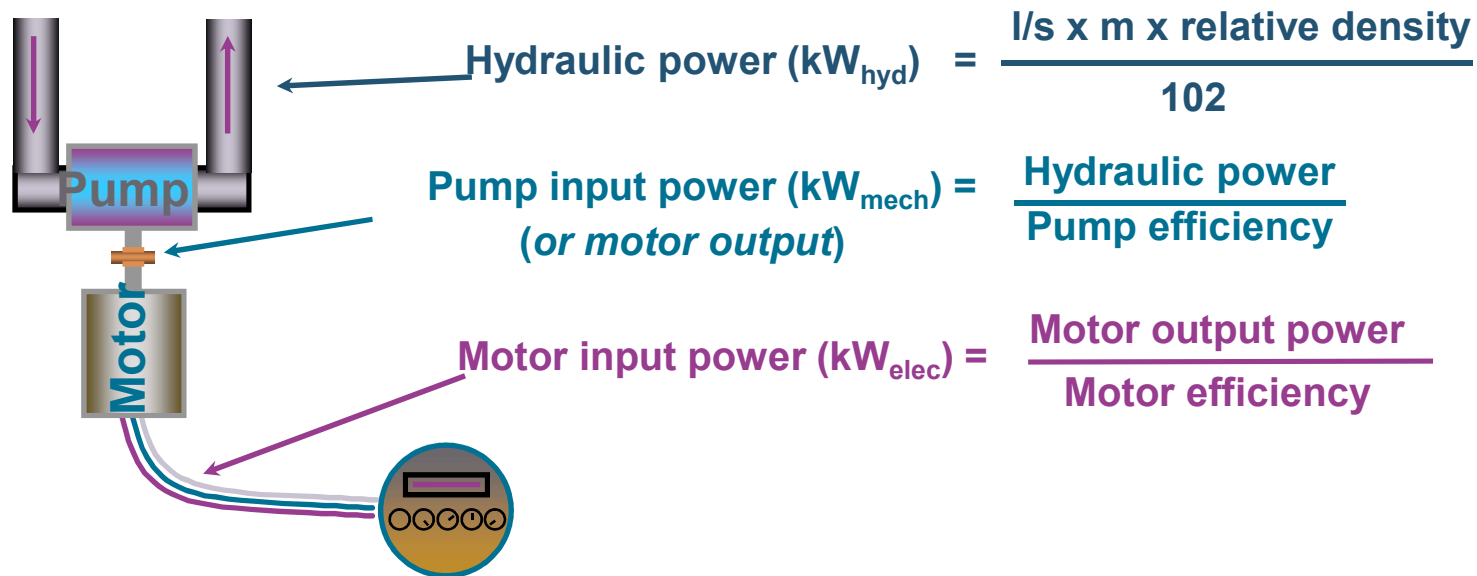 Hydraulic power (kWhyd) = l/s x m x relative density
102
Pump
Pump input power (kWmech) = Hydraulic power
(or motor output) Pump efficiency
Motor
Motor input power (kWelec) = Motor output power
Motor efficiency